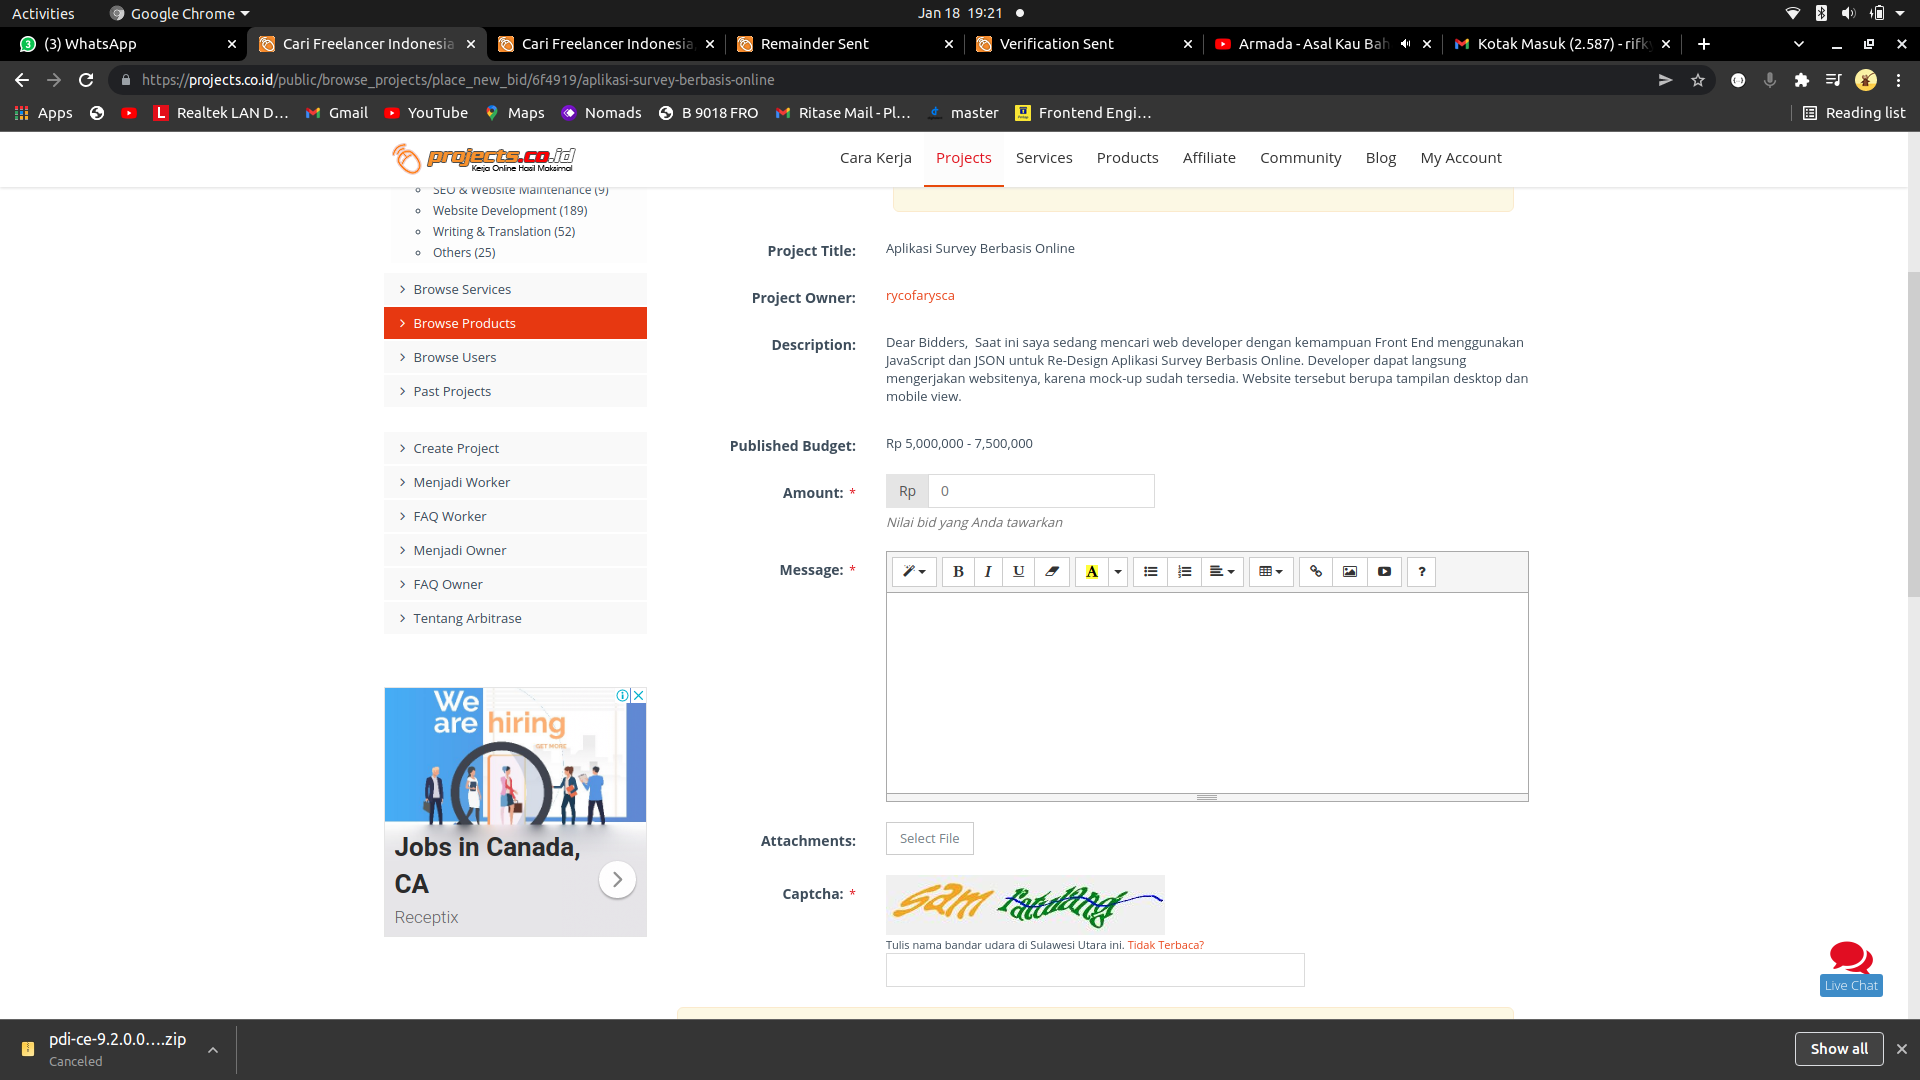 Activities
Google Chrome
Jan 18 19:21
(3) WhatsApp
Cari Freelancer Indonesia
Cari Freelancer Indonesia,
Remainder Sent
Verification Sent
Armada - Asal Kau Bah
Kotak Masuk (2.587) - rifk
https://projects.co.id/public/browse_projects/place_new_bid/6f4919/aplikasi-survey-berbasis-online
Apps
Realtek LAN D...
Gmail
YouTube
Maps
Nomads
B 9018 FRO
Ritase Mail - Pl...
master
Frontend Engi...
Reading list
projects.co.id
Kerja Online Hasil Maksimal
Cara Kerja
Projects
Services
Products
Affiliate
Community
Blog
My Account
SEO & Website Maintenance (9)
Website Development (189)
Writing & Translation (52)
Others (25)
Browse Services
Browse Products
Browse Users
Past Projects
Create Project
Menjadi Worker
FAQ Worker
Menjadi Owner
FAQ Owner
Tentang Arbitrase
We
are hiring
-GET MORE
Jobs in Canada,
CA
Receptix
Project Title:
Aplikasi Survey Berbasis Online
Project Owner:
rycofarysca
Description:
Dear Bidders,  Saat ini saya sedang mencari web developer dengan kemampuan Front End menggunakan
JavaScript dan JSON untuk Re-Design Aplikasi Survey Berbasis Online. Developer dapat langsung
mengerjakan websitenya, karena mock-up sudah tersedia. Website tersebut berupa tampilan desktop dan
mobile view.
Published Budget:
Rp 5,000,000 - 7,500,000
Amount: *
Rp 0
Nilai bid yang Anda tawarkan
Message: *
B I U A ?
Attachments:
Select File
Captcha: *
sam ratulangi
Tulis nama bandar udara di Sulawesi Utara ini. Tidak Terbaca?
Live Chat
pdi-ce-9.2.0.0....zip
Canceled
Show all